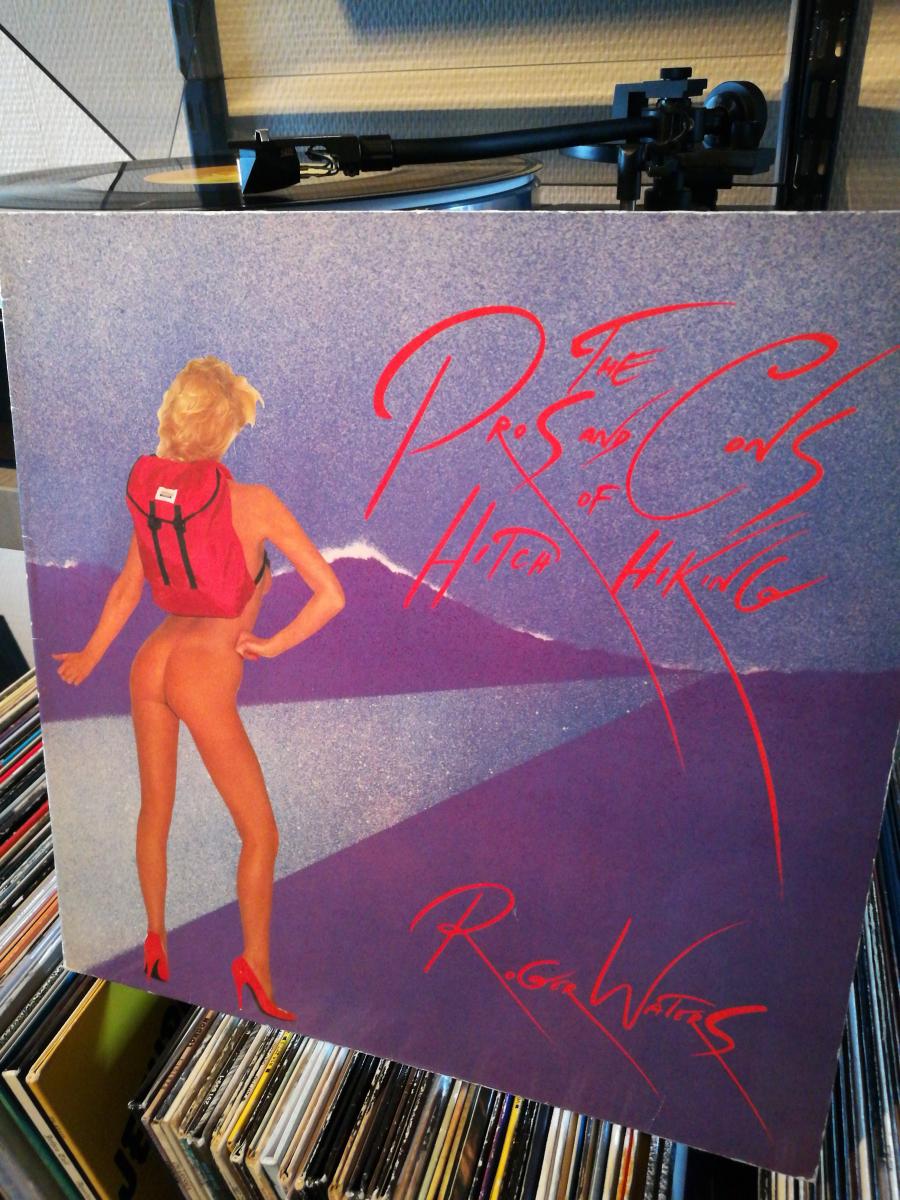 The
Pros and Cons
of
Hitch Hiking
Roger Waters